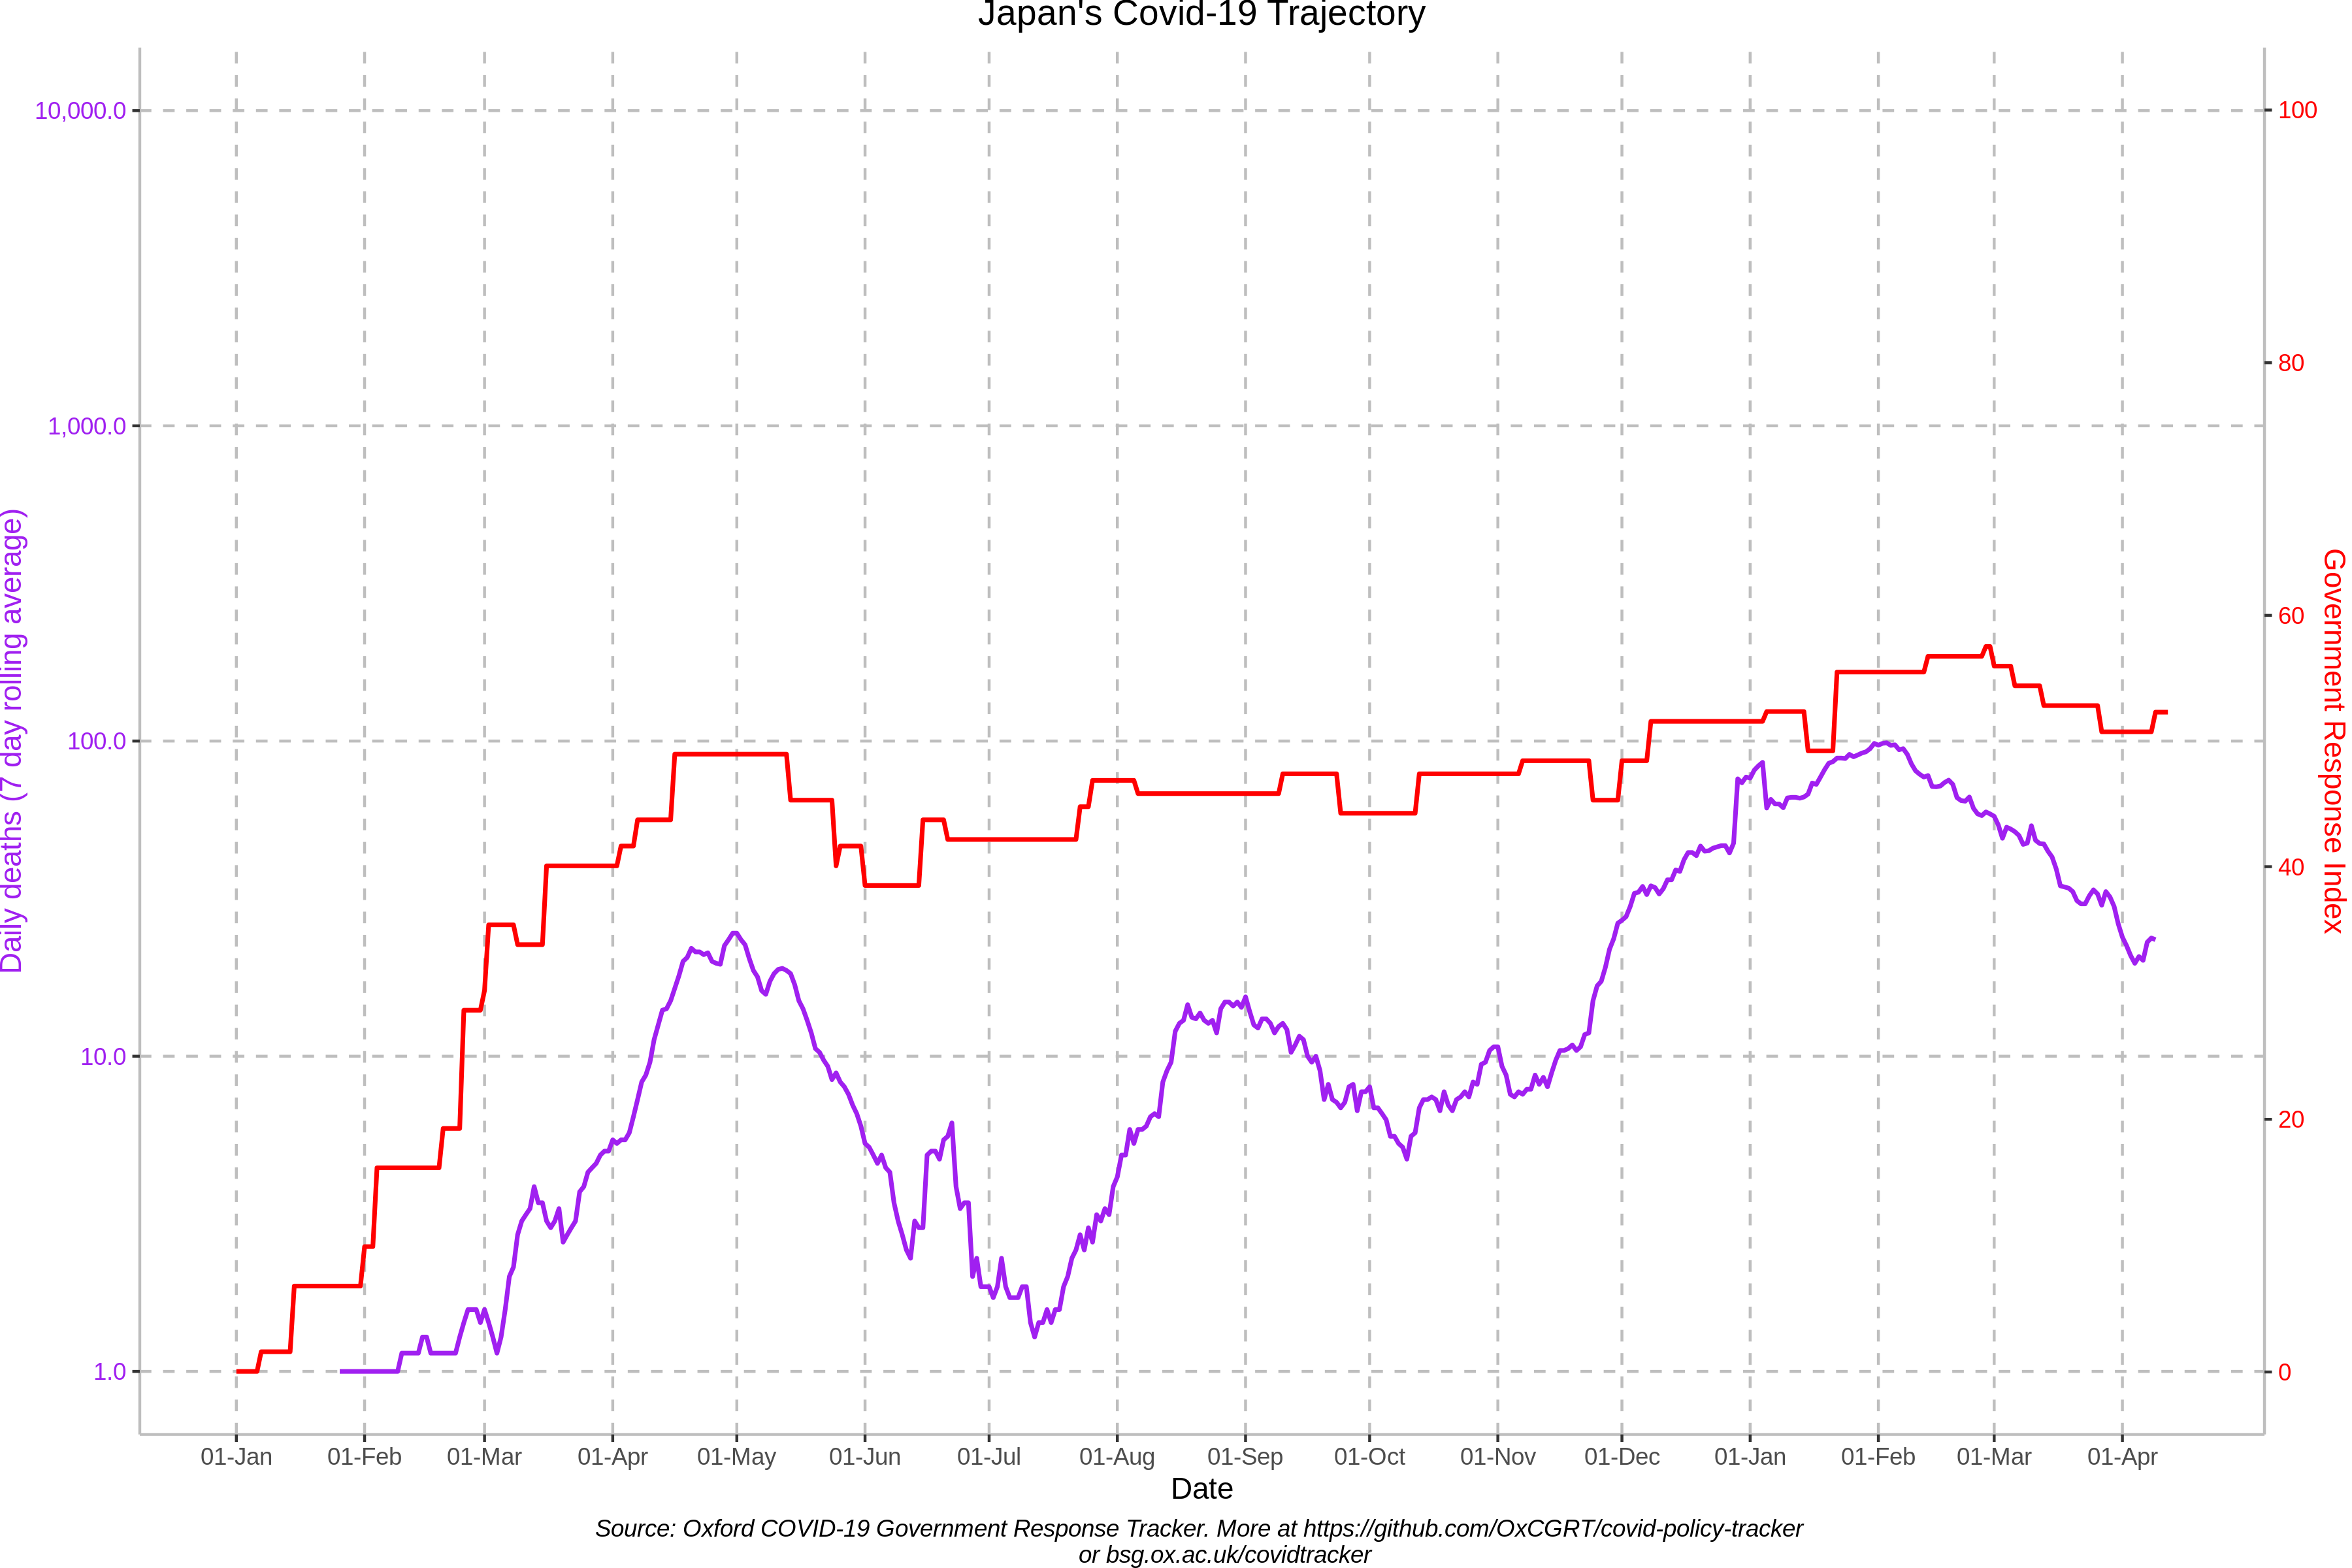 Japan's Covid-19 Trajectory
10,000.0
1,000.0
100.0
10.0
1.0
Daily deaths (7 day rolling average)
100
80
60
40
20
0
Government Response Index
01-Jan 01-Feb 01-Mar 01-Apr 01-May 01-Jun 01-Jul 01-Aug 01-Sep 01-Oct 01-Nov 01-Dec 01-Jan 01-Feb 01-Mar 01-Apr
Date
Source: Oxford COVID-19 Government Response Tracker. More at https://github.com/OxCGRT/covid-policy-tracker
or bsg.ox.ac.uk/covidtracker